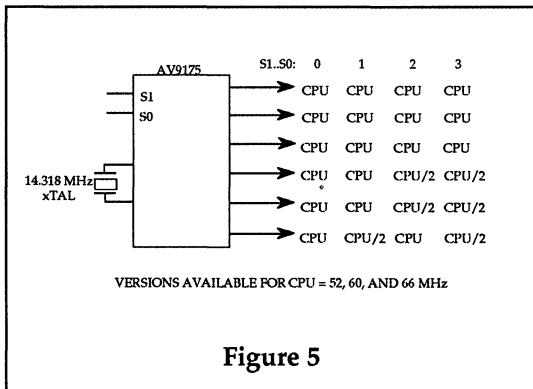 AV9175
S1..S0: 0 1 2 3
S1
S0
14.318 MHz
xTAL
CPU CPU CPU CPU
CPU CPU CPU CPU
CPU CPU CPU CPU
CPU CPU CPU/2 CPU/2
CPU CPU CPU/2 CPU/2
CPU CPU/2 CPU CPU/2
VERSIONS AVAILABLE FOR CPU = 52, 60, AND 66 MHz
Figure 5